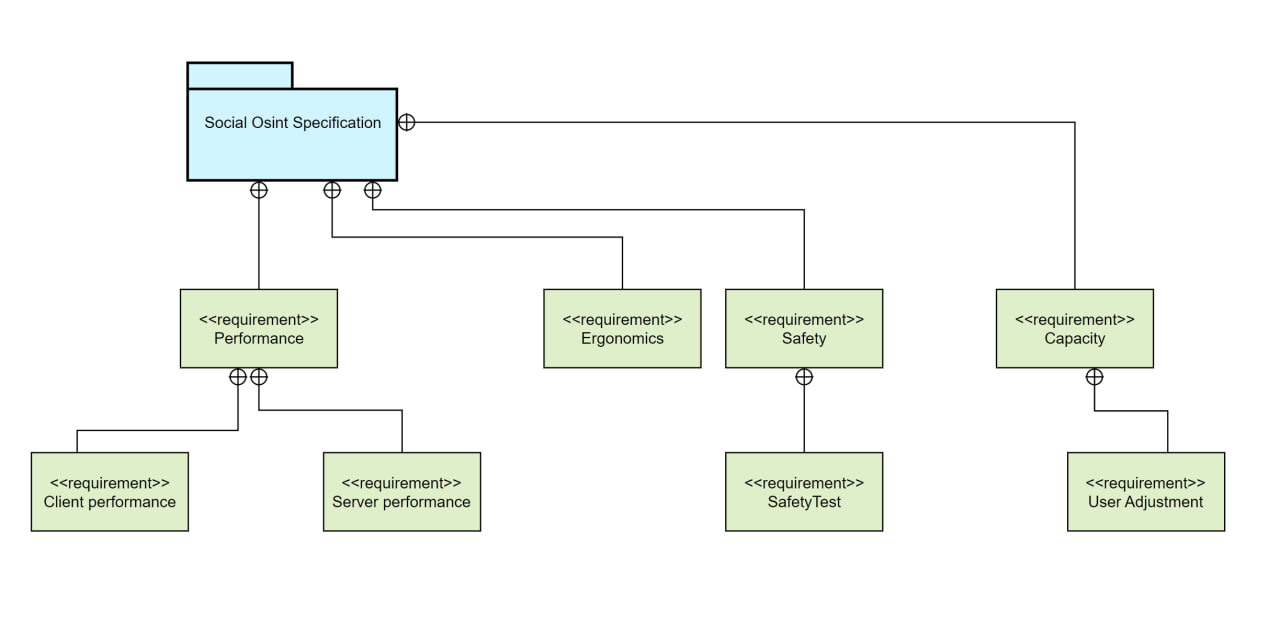 Social Osint Specification
<<requirement>>
Performance
<<requirement>>
Ergonomics
<<requirement>>
Safety
<<requirement>>
Capacity
<<requirement>>
Client performance
<<requirement>>
Server performance
<<requirement>>
SafetyTest
<<requirement>>
User Adjustment